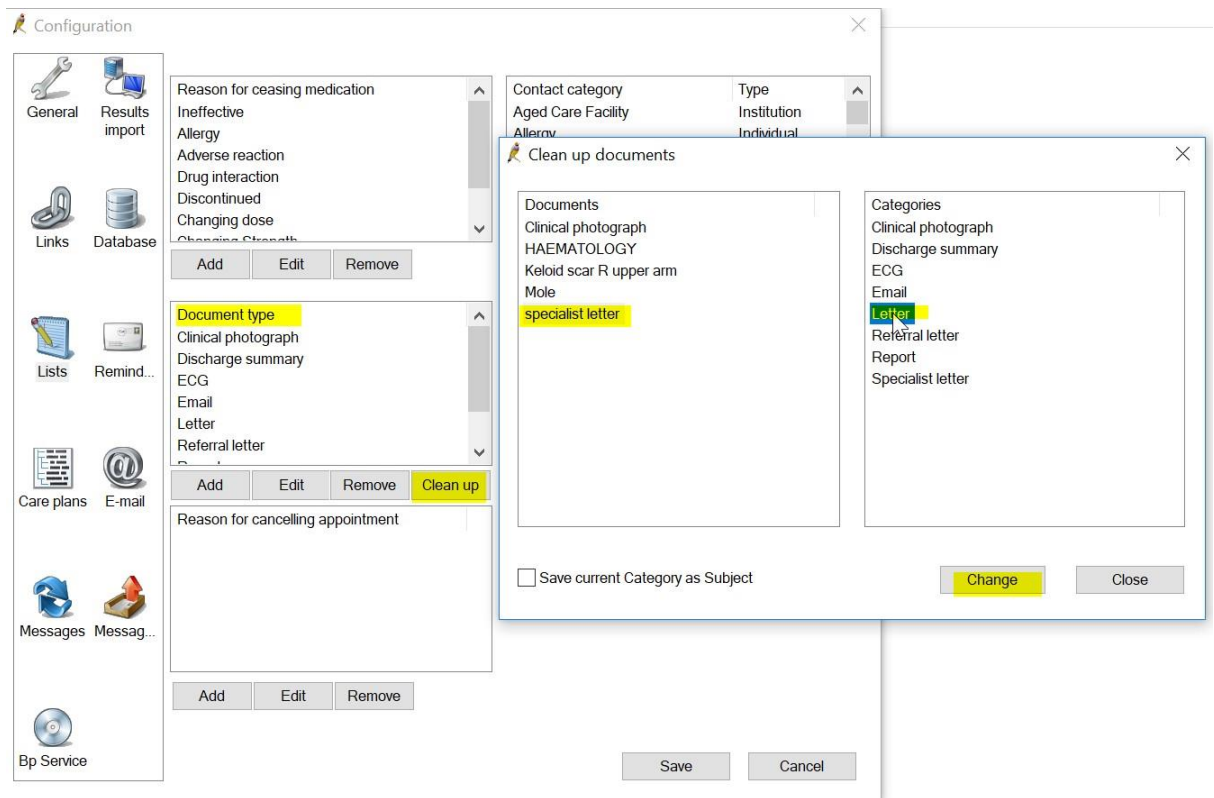 Configuration
General
Results import
Links
Database
Lists
Remind...
Care plans
E-mail
Messages
Messag...
Bp Service
Reason for ceasing medication
Ineffective
Allergy
Adverse reaction
Drug interaction
Discontinued
Changing dose
Changing Strength
Add Edit Remove
Document type
Clinical photograph
Discharge summary
ECG
Email
Letter
Referral letter
Add Edit Remove Clean up
Reason for cancelling appointment
Add Edit Remove
Contact category Type
Aged Care Facility Institution
Allergy Individual
Save Cancel
Clean up documents
Documents
Clinical photograph
HAEMATOLOGY
Keloid scar R upper arm
Mole
specialist letter
Categories
Clinical photograph
Discharge summary
ECG
Email
Letter
Referral letter
Report
Specialist letter
Save current Category as Subject
Change Close